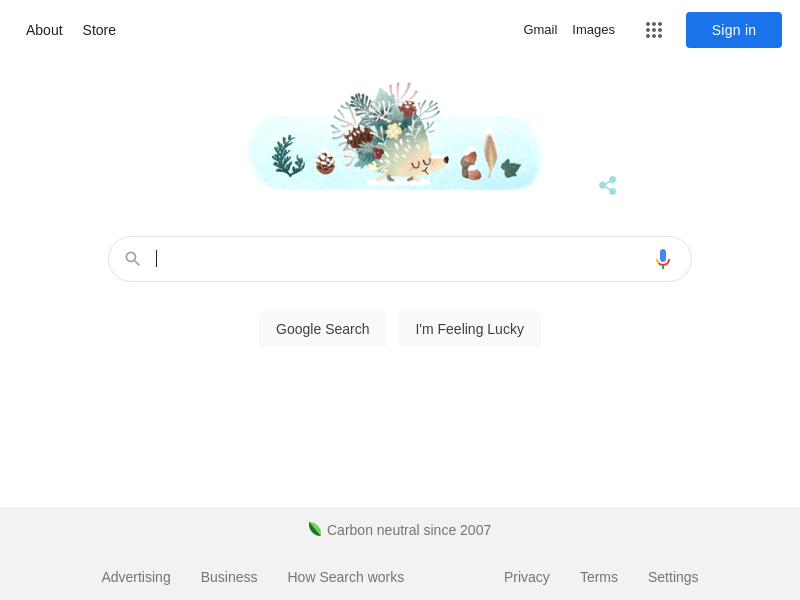 About Store Gmail Images Sign in
Google Search I'm Feeling Lucky
Carbon neutral since 2007
Advertising Business How Search works Privacy Terms Settings